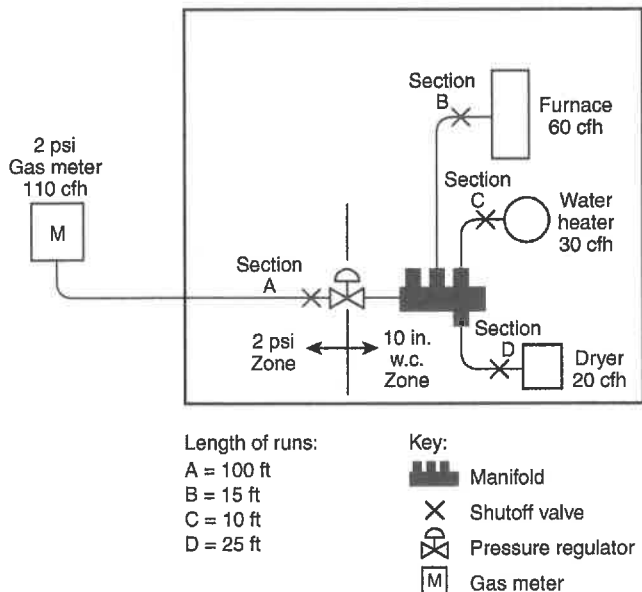 Section
B
Furnace
60 cfh
2 psi
Gas meter
110 cfh
M
Section
C
Water
heater
30 cfh
Section
A
2 psi
Zone
10 in.
w.c.
Zone
Section
D
Dryer
20 cfh
Length of runs:
A = 100 ft
B = 15 ft
C = 10 ft
D = 25 ft
Key:
Manifold
Shutoff valve
Pressure regulator
M Gas meter